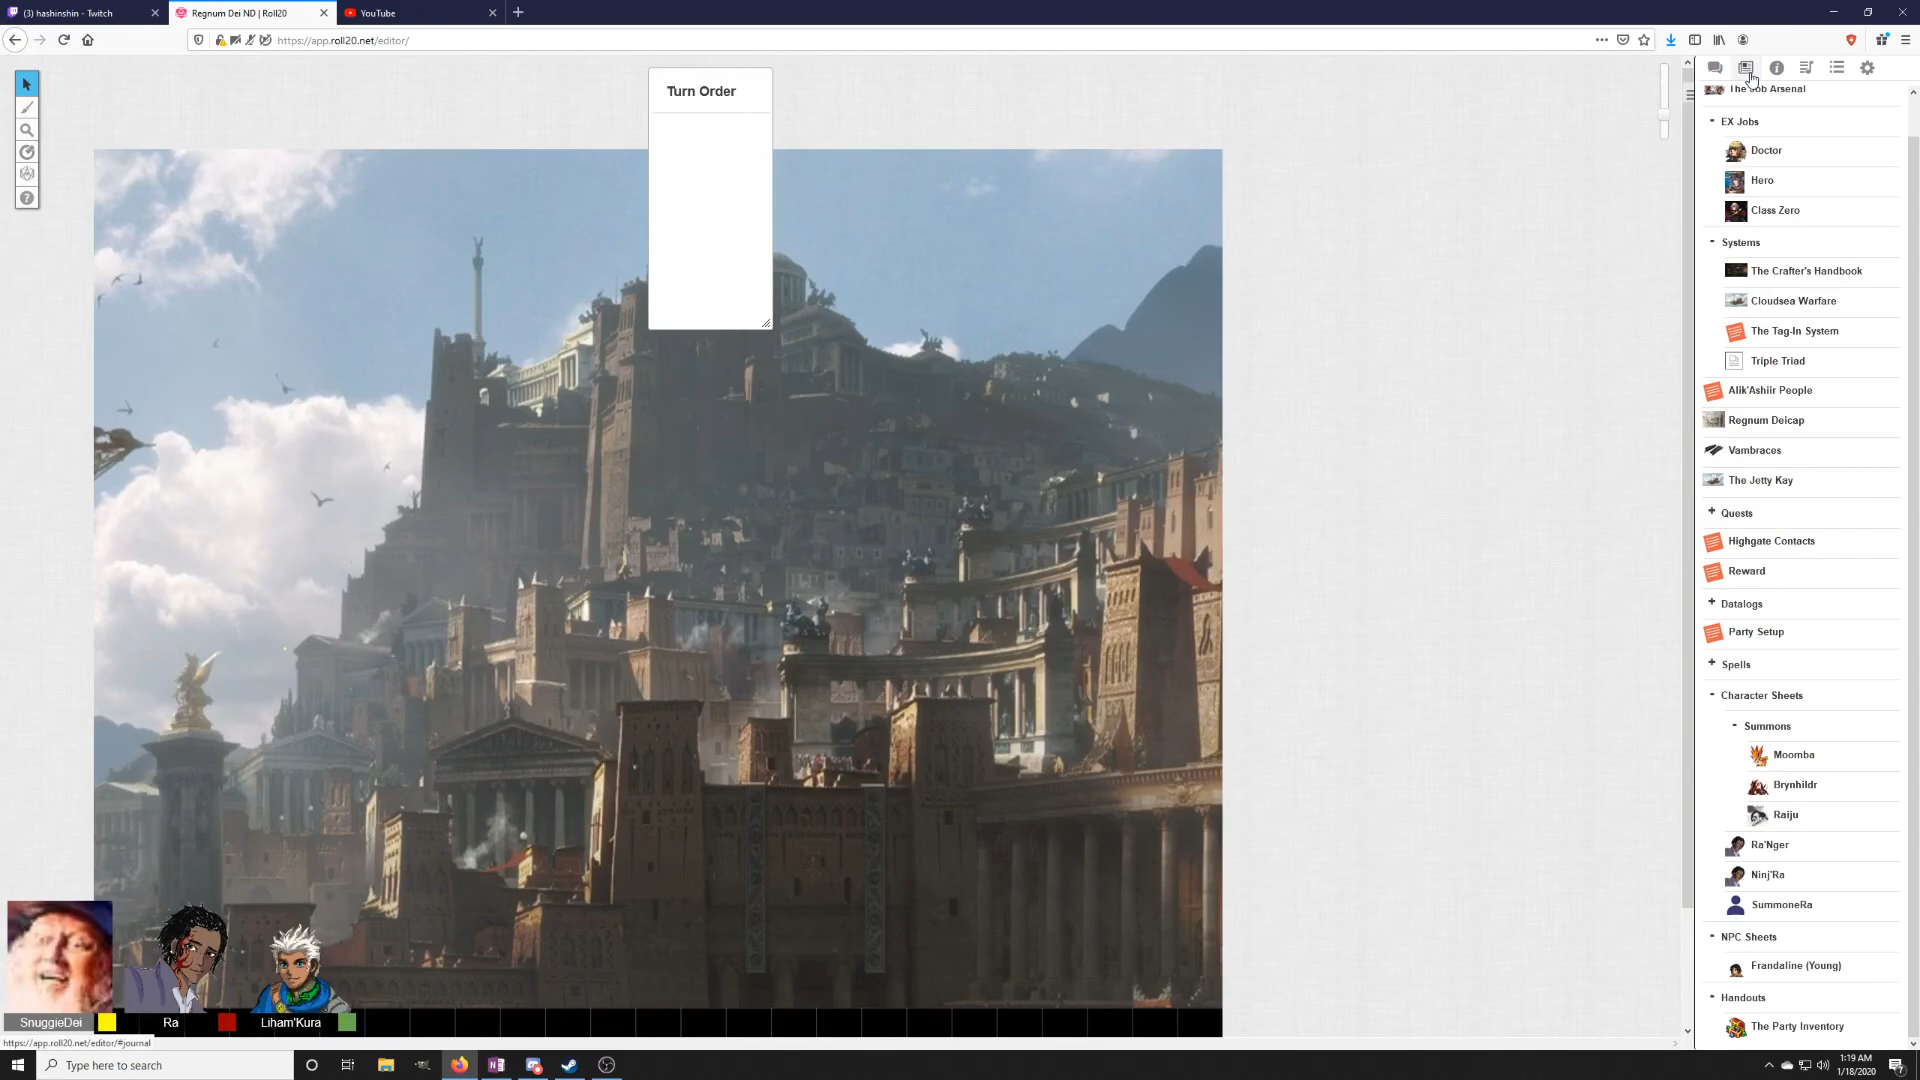 (3) hashinshin - Twitch
Regnum Dei ND | Roll20
YouTube
https://app.roll20.net/editor/
Turn Order
The Job Arsenal
EX Jobs
Doctor
Hero
Class Zero
Systems
The Crafter's Handbook
Cloudsea Warfare
The Tag-In System
Triple Triad
Alik'Ashiir People
Regnum Deicap
Vambraces
The Jetty Kay
Quests
Highgate Contacts
Reward
Datalogs
Party Setup
Spells
Character Sheets
Summons
Moomba
Brynhildr
Raiju
Ra'Nger
Ninj'Ra
SummoneRa
NPC Sheets
Frandaline (Young)
Handouts
The Party Inventory
SnuggieDei
Ra
Liham'Kura
https://app.roll20.net/editor/#journal
Type here to search
1:19 AM
1/18/2020